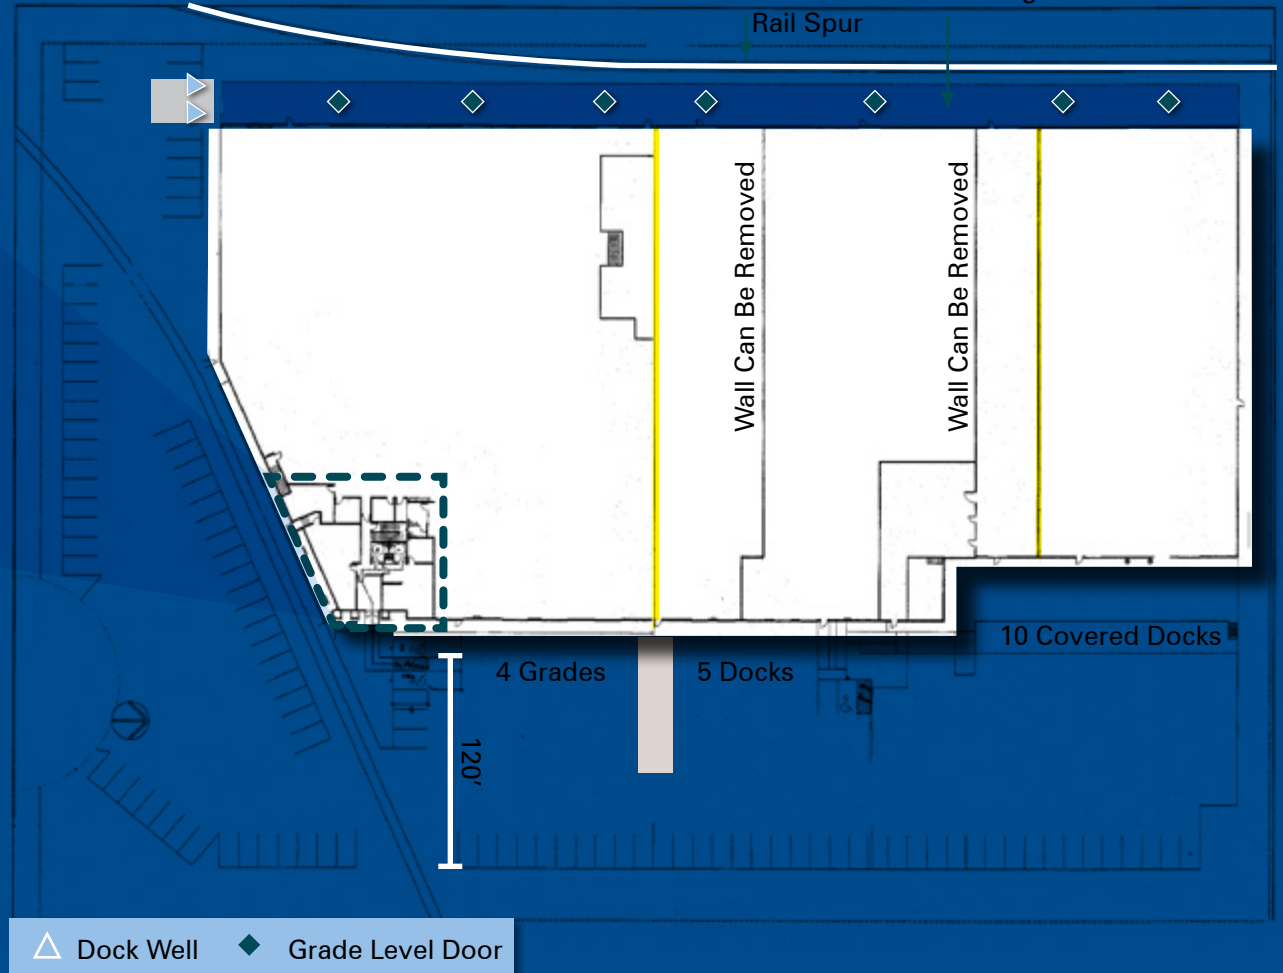 Rail Spur
Wall Can Be Removed
Wall Can Be Removed
10 Covered Docks
4 Grades
5 Docks
120'
Dock Well
Grade Level Door